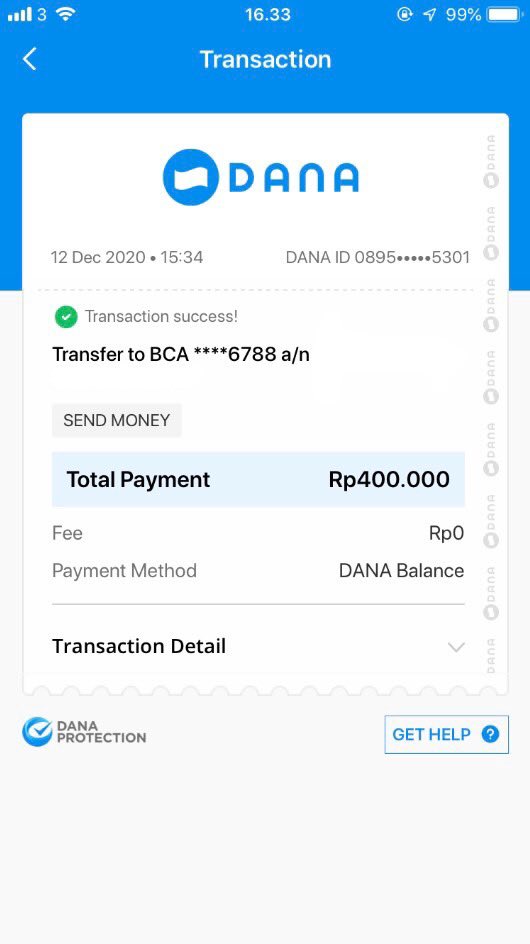 3 16.33 99%
Transaction
DANA
12 Dec 2020 • 15:34 DANA ID 0895•••••5301
Transaction success!
Transfer to BCA ****6788 a/n
SEND MONEY
Total Payment Rp400.000
Fee Rp0
Payment Method DANA Balance
Transaction Detail
DANA PROTECTION
GET HELP ?
DANA
DANA
DANA
DANA
DANA
DANA
DANA
DANA